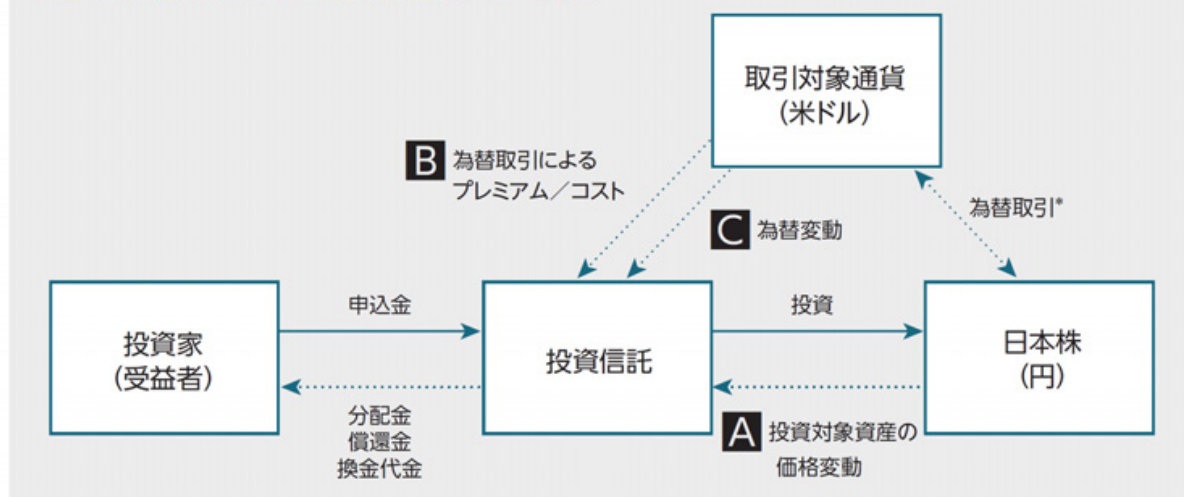 取引対象通貨
（米ドル）
B 為替取引による
プレミアム／コスト
C 為替変動
為替取引*
投資家
（受益者）
申込金
分配金
償還金
換金代金
投資信託
投資
A 投資対象資産の
価格変動
日本株
（円）